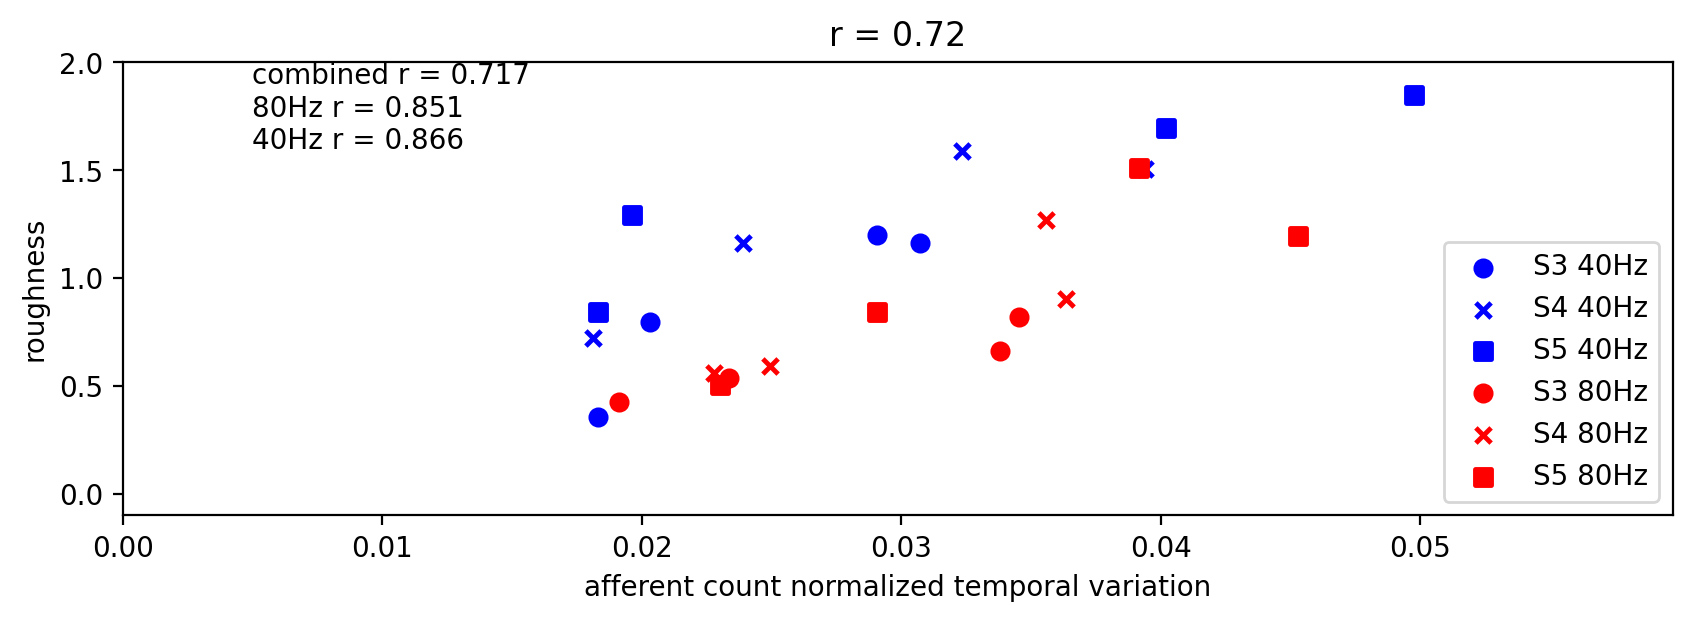 r = 0.72
combined r = 0.717
80Hz r = 0.851
40Hz r = 0.866
2.0
1.5
1.0
0.5
0.0
roughness
S3 40Hz
S4 40Hz
S5 40Hz
S3 80Hz
S4 80Hz
S5 80Hz
0.00 0.01 0.02 0.03 0.04 0.05
afferent count normalized temporal variation